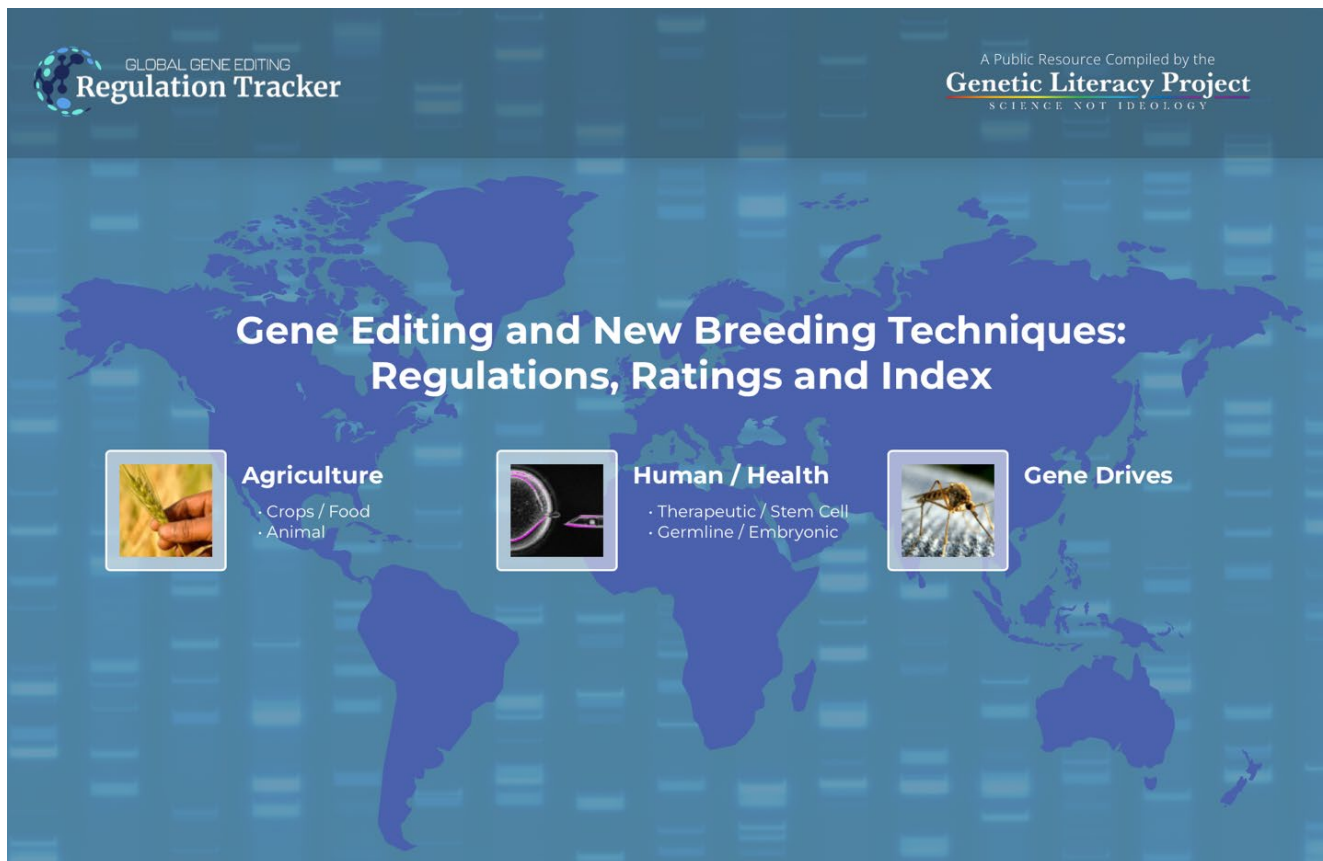 GLOBAL GENE EDITING
Regulation Tracker
A Public Resource Compiled by the
Genetic Literacy Project
SCIENCE NOT IDEOLOGY
Gene Editing and New Breeding Techniques:
Regulations, Ratings and Index
Agriculture
· Crops / Food
· Animal
Human / Health
· Therapeutic / Stem Cell
· Germline / Embryonic
Gene Drives